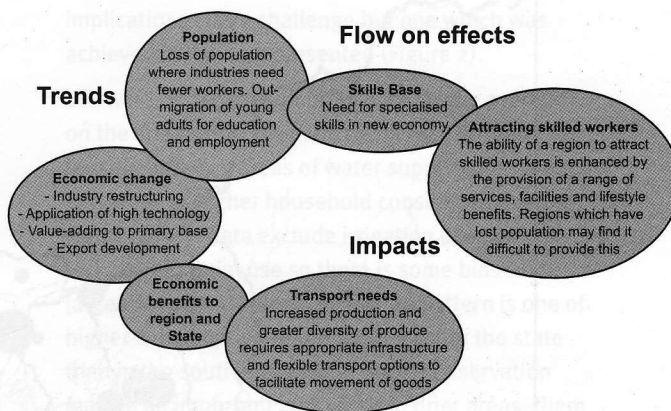 Flow on effects
Trends
Population
Loss of population
where industries need
fewer workers. Out-
migration of young
adults for education
and employment
Skills Base
Need for specialised
skills in new economy
Attracting skilled workers
The ability of a region to attract
skilled workers is enhanced by
the provision of a range of
services, facilities and lifestyle
benefits. Regions which have
lost population may find it
difficult to provide this
Economic change
- Industry restructuring
- Application of high technology
- Value-adding to primary base
- Export development
Impacts
Economic
benefits to
region and
State
Transport needs
Increased production and
greater diversity of produce
requires appropriate infrastructure
and flexible transport options to
facilitate movement of goods